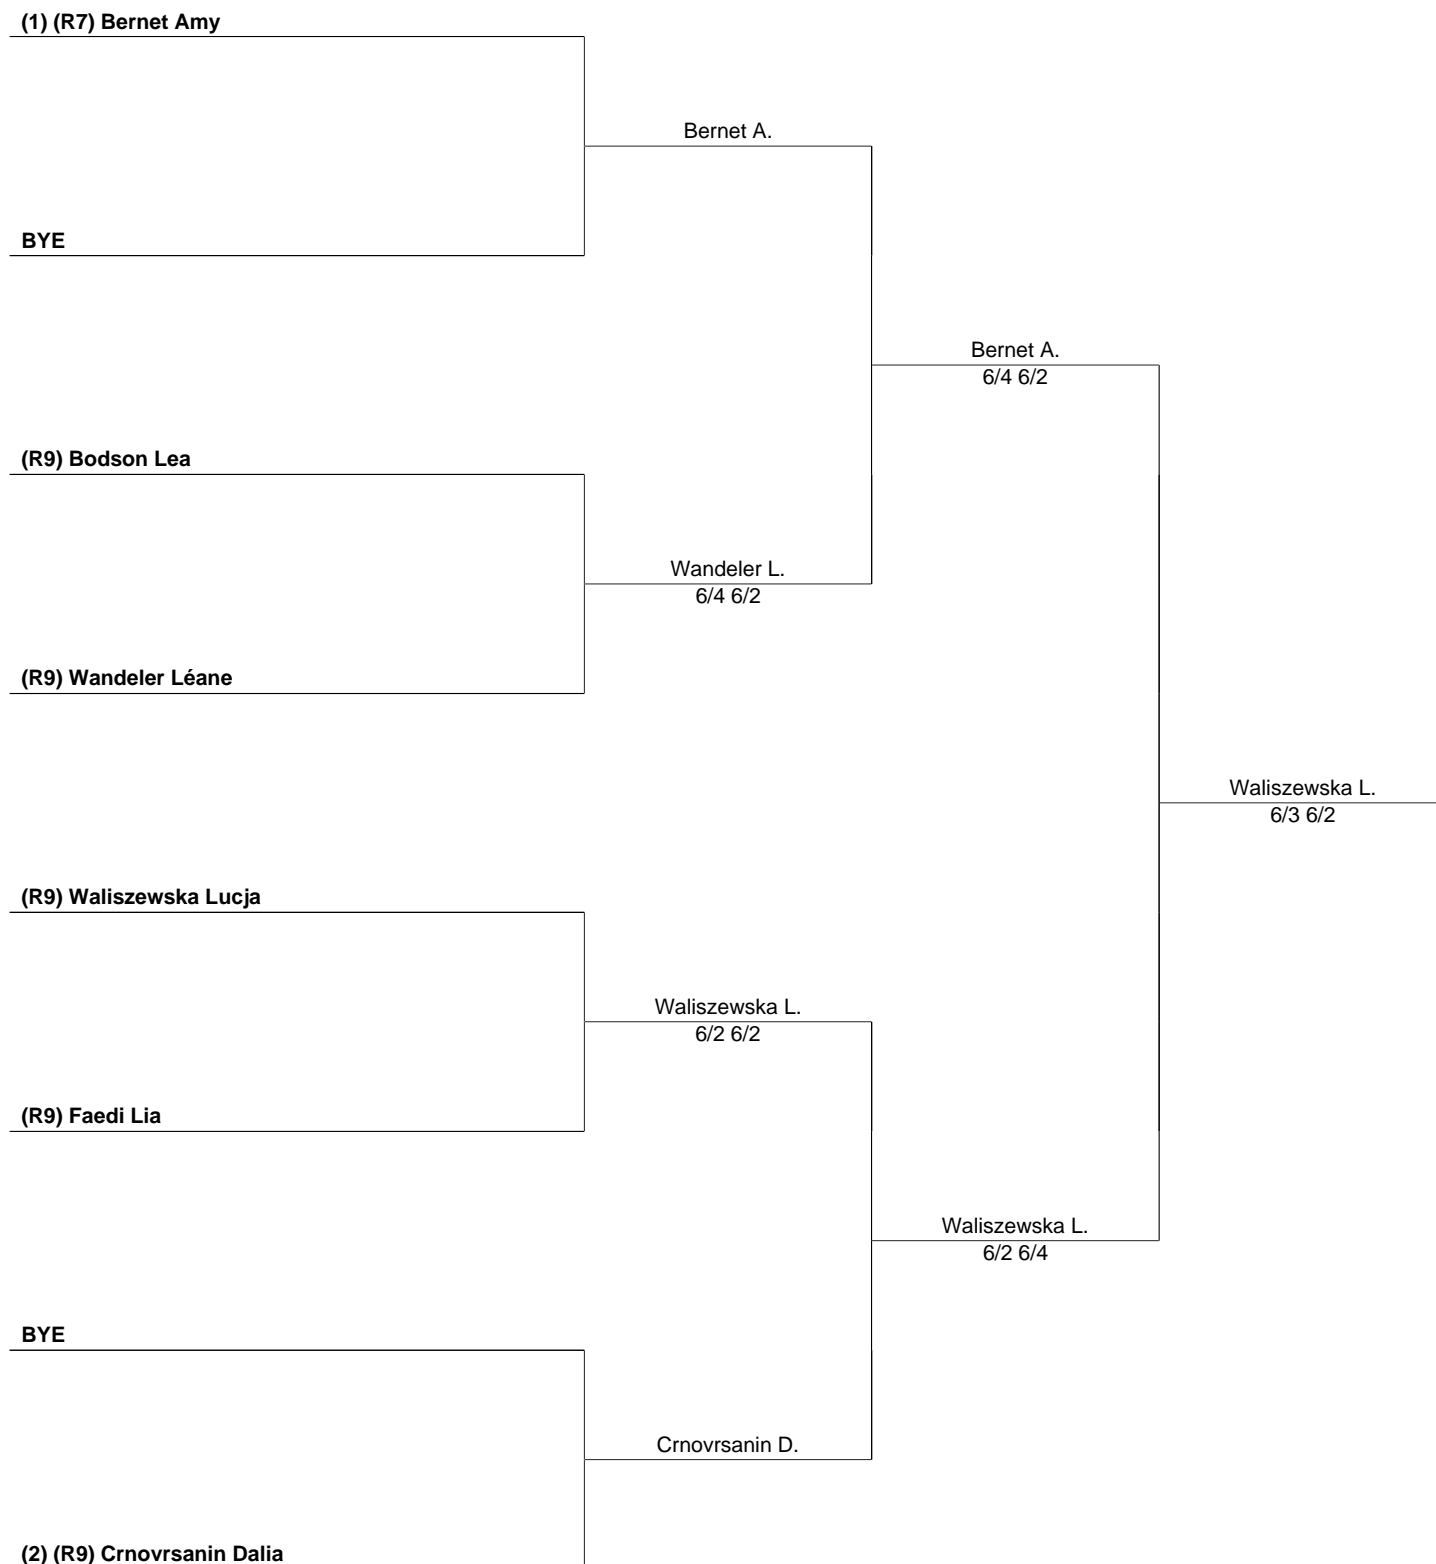 (1) (R7) Bernet Amy
Bernet A.
BYE
Bernet A.
6/4 6/2
(R9) Bodson Lea
Wandeler L.
6/4 6/2
(R9) Wandeler Léane
Waliszewska L.
6/3 6/2
(R9) Waliszewska Lucja
Waliszewska L.
6/2 6/2
(R9) Faedi Lia
Waliszewska L.
6/2 6/4
BYE
Crnovrsanin D.
(2) (R9) Crnovrsanin Dalia